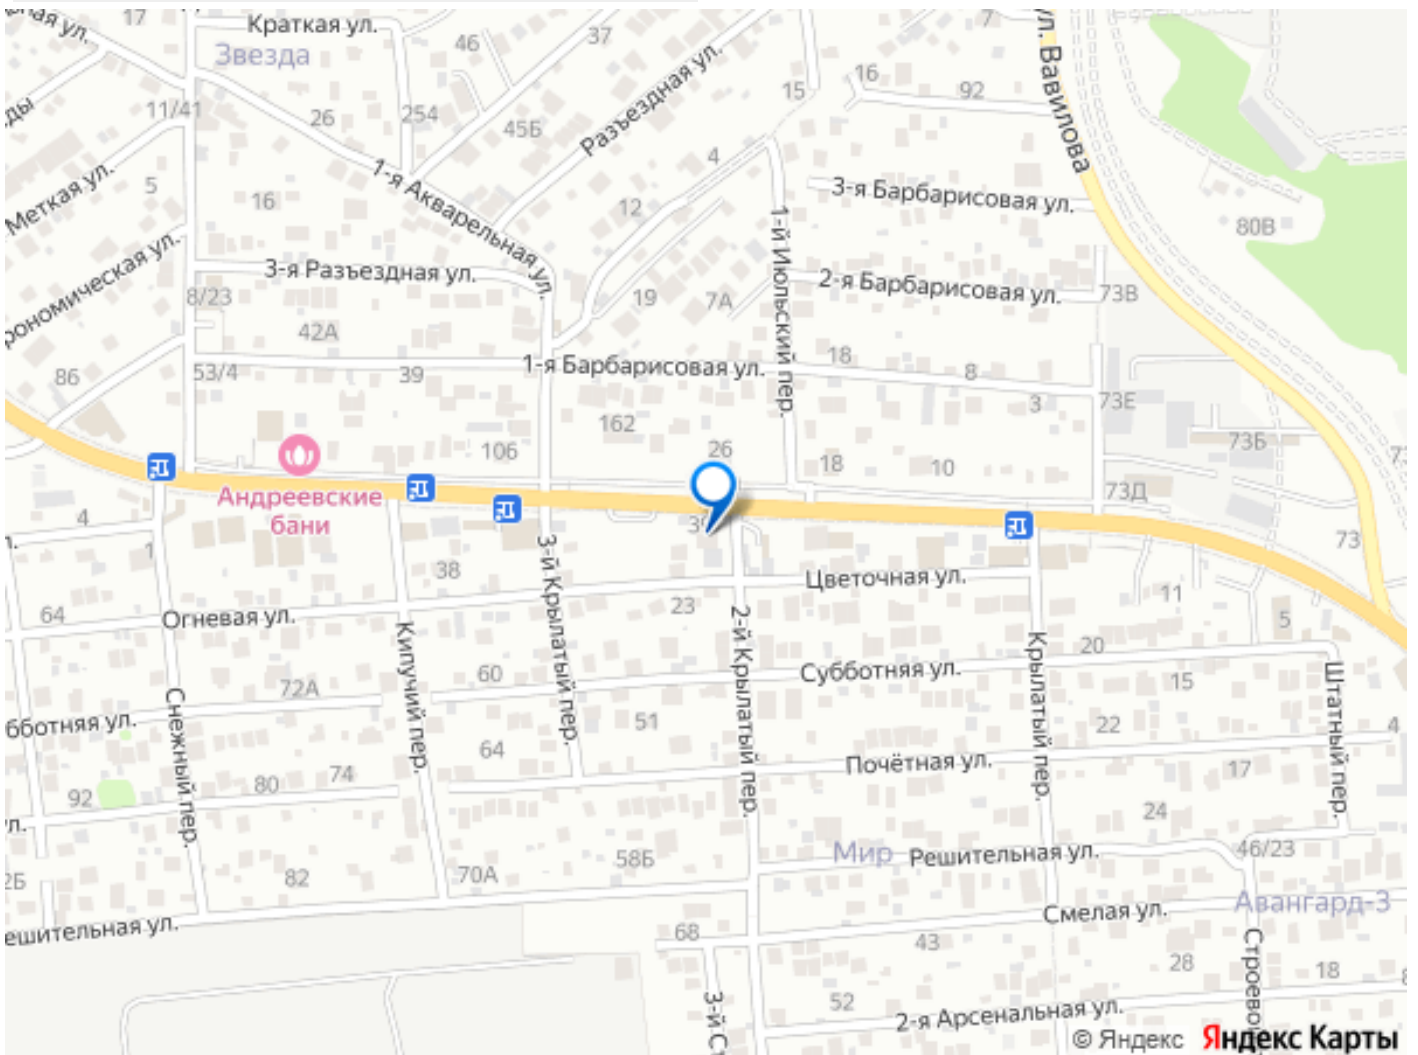 17
Краткая ул.
Звезда
46
37
Разъездная ул.
7
ул. Вавилова
16
92
15
11/41
26
254
45Б
4
1-я Акварельная ул.
5
Меткая ул.
16
12
3-я Барбарисовая ул.
80В
1-й Июльский пер.
3-я Разъездная ул.
2-я Барбарисовая ул.
73В
8/23
19
7А
42А
53/4
39
86
1-я Барбарисовая ул.
18
8
3
73Е
162
106
26
18
10
73Б
73Д
Андреевские
бани
4
1
38
3-й Крылатый пер.
Цветочная ул.
73
11
64
Огневая ул.
23
2-й Крылатый пер.
5
Кипучий пер.
Крылатый пер.
20
72А
60
Субботняя ул.
15
Штатный пер.
Снежный пер.
51
22
4
64
Почётная ул.
17
92
80
74
24
58Б
Мир
Решительная ул.
46/23
82
70А
Авангард-3
Смелая ул.
68
43
28
18
52
2-я Арсенальная ул.
© Яндекс Яндекс Карты